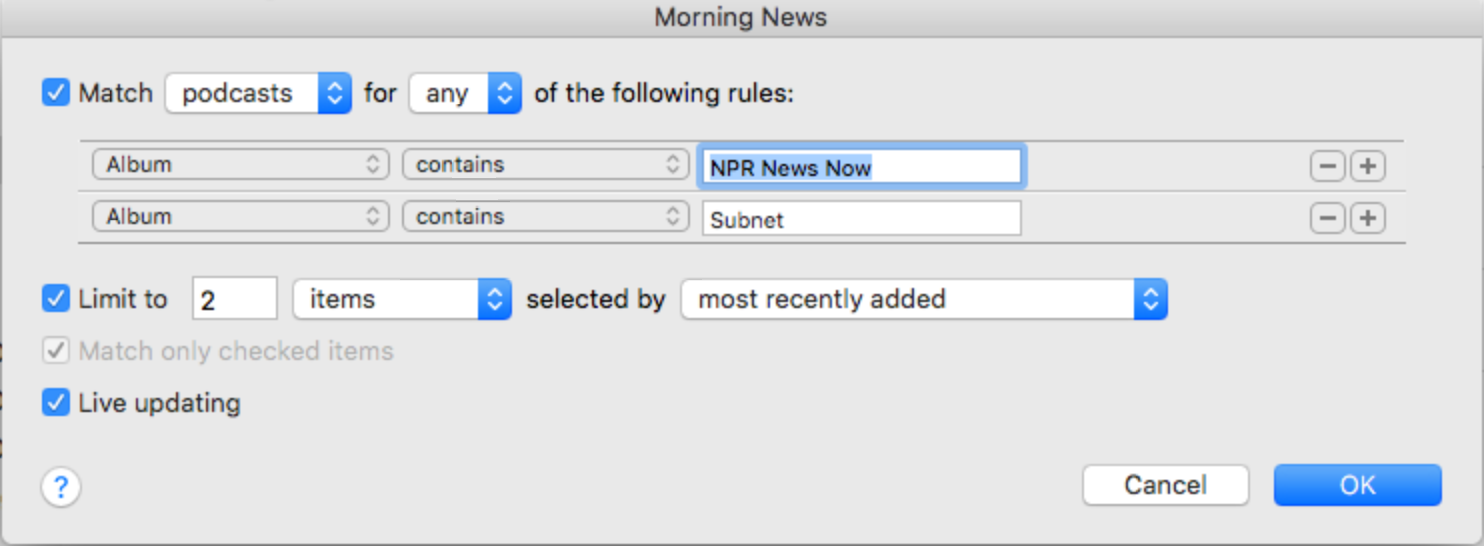 Morning News
Match podcasts for any of the following rules:
Album contains NPR News Now
Album contains Subnet
Limit to 2 items selected by most recently added
Match only checked items
Live updating
? Cancel OK